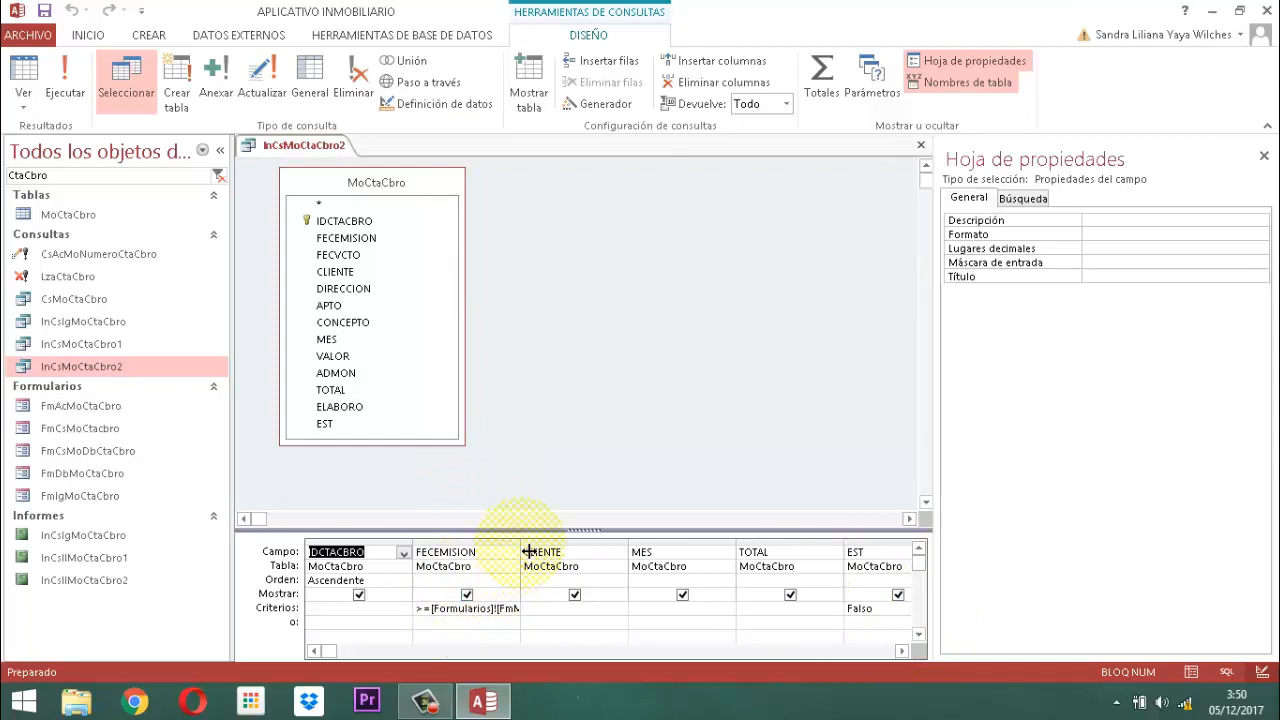 APLICATIVO INMOBILIARIO
HERRAMIENTAS DE CONSULTAS
ARCHIVO INICIO CREAR DATOS EXTERNOS HERRAMIENTAS DE BASE DE DATOS DISEÑO
Sandra Liliana Yaya Wilches
Ver
Ejecutar
Seleccionar
Crear tabla
Anexar
Actualizar
General
Eliminar
Unión
Paso a través
Definición de datos
Mostrar tabla
Insertar filas
Eliminar filas
Generador
Insertar columnas
Eliminar columnas
Devuelve: Todo
Totales
Parámetros
Hoja de propiedades
Nombres de tabla
Resultados
Tipo de consulta
Configuración de consultas
Mostrar u ocultar
Todos los objetos d...
CtaCbro
Tablas
MoCtaCbro
Consultas
CsAcMoNumeroCtaCbro
LzaCtaCbro
CsMoCtaCbro
InCsIgMoCtaCbro
InCsMoCtaCbro1
InCsMoCtaCbro2
Formularios
FmAcMoCtaCbro
FmCsMoCtacbro
FmCsMoDbCtaCbro
FmDbMoCtaCbro
FmIgMoCtaCbro
Informes
InCsIgMoCtaCbro
InCsIIMoCtaCbro1
InCsIIMoCtaCbro2
InCsMoCtaCbro2
MoCtaCbro
*
IDCTACBRO
FECEMISION
FECVCTO
CLIENTE
DIRECCION
APTO
CONCEPTO
MES
VALOR
ADMON
TOTAL
ELABORO
EST
Campo: IDCTACBRO FECEMISION MES TOTAL EST
Tabla: MoCtaCbro MoCtaCbro MoCtaCbro MoCtaCbro MoCtaCbro MoCtaCbro
Orden: Ascendente
Mostrar:
Criterios: >=[Formularios]![FmM Falso
o:
Hoja de propiedades
Tipo de selección: Propiedades del campo
General Búsqueda
Descripción
Formato
Lugares decimales
Máscara de entrada
Título
Preparado
BLOQ NUM
SQL
Pr
3:50
05/12/2017